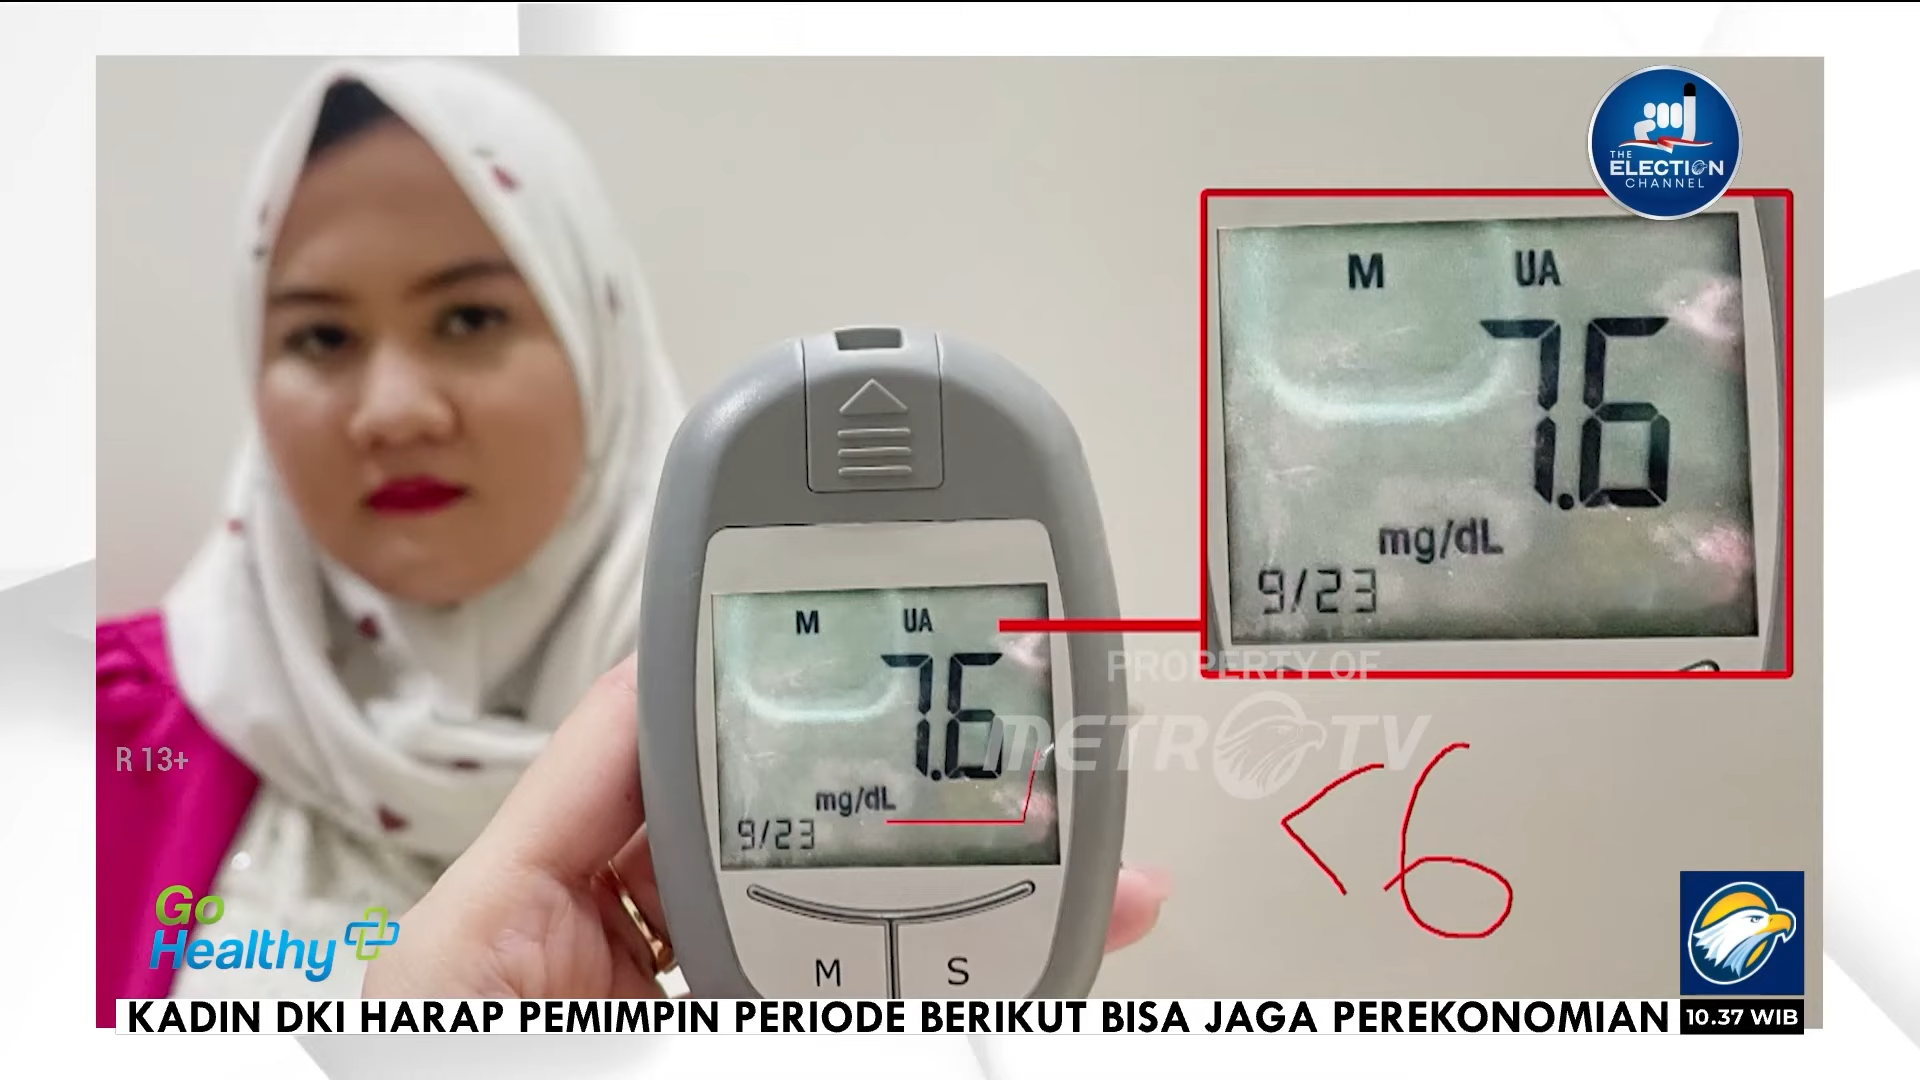 THE
ELECTION
CHANNEL
M UA
7.6
mg/dL
9/23
M UA
7.6
mg/dL
9/23
M S
PROPERTY OF
METRO TV
<6
R 13+
Go
Healthy
KADIN DKI HARAP PEMIMPIN PERIODE BERIKUT BISA JAGA PEREKONOMIAN
10.37 WIB